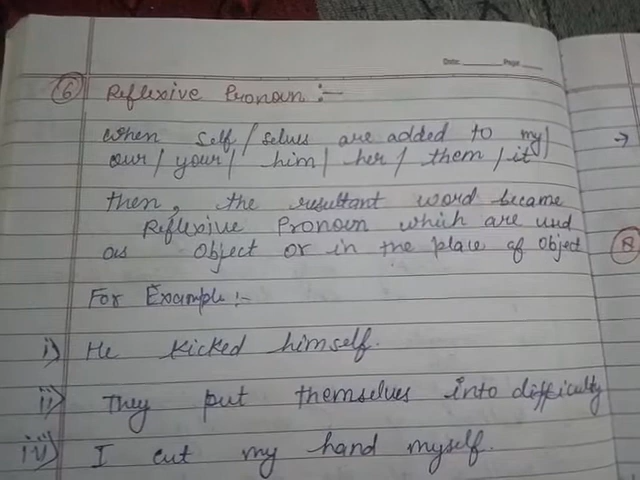 Date: Page
6 Reflexive Pronoun :-
When self/selves are added to my/
our/ your/ him/ her/ them/it
then, the resultant word became
Reflexive Pronoun which are used
as Object or in the place of Object
For Example :-
i) He kicked himself.
ii) They put themselves into difficulty
iii) I cut my hand myself.